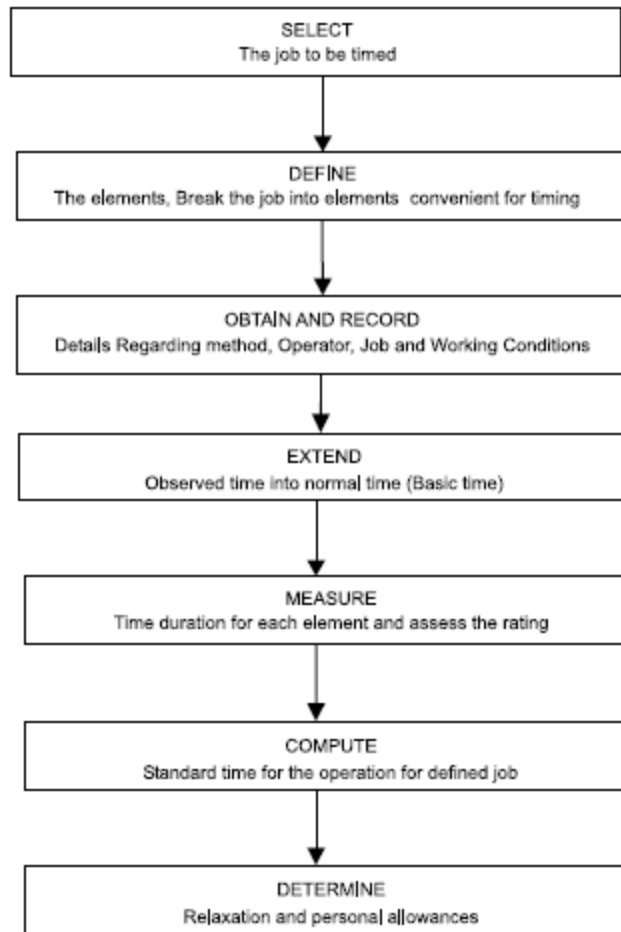 SELECT
The job to be timed
DEFINE
The elements, Break the job into elements convenient for timing
OBTAIN AND RECORD
Details Regarding method, Operator, Job and Working Conditions
EXTEND
Observed time into normal time (Basic time)
MEASURE
Time duration for each element and assess the rating
COMPUTE
Standard time for the operation for defined job
DETERMINE
Relaxation and personal allowances